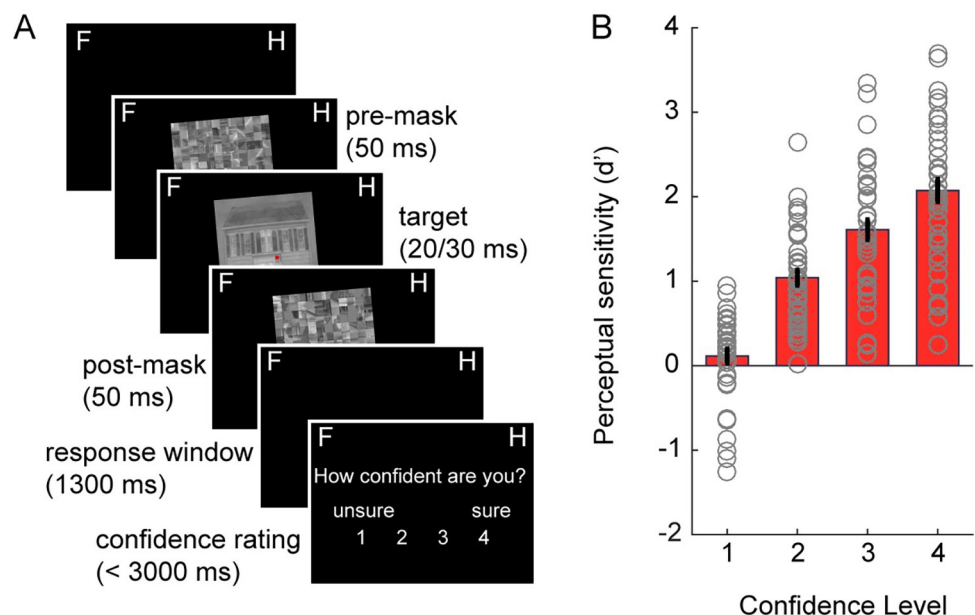 A
F H
F H
pre-mask
(50 ms)
F H
target
(20/30 ms)
F H
post-mask
(50 ms)
F H
response window
(1300 ms)
F H
How confident are you?
unsure sure
1 2 3 4
confidence rating
(< 3000 ms)
B
Perceptual sensitivity (d')
4
3
2
1
0
-1
-2
1 2 3 4
Confidence Level